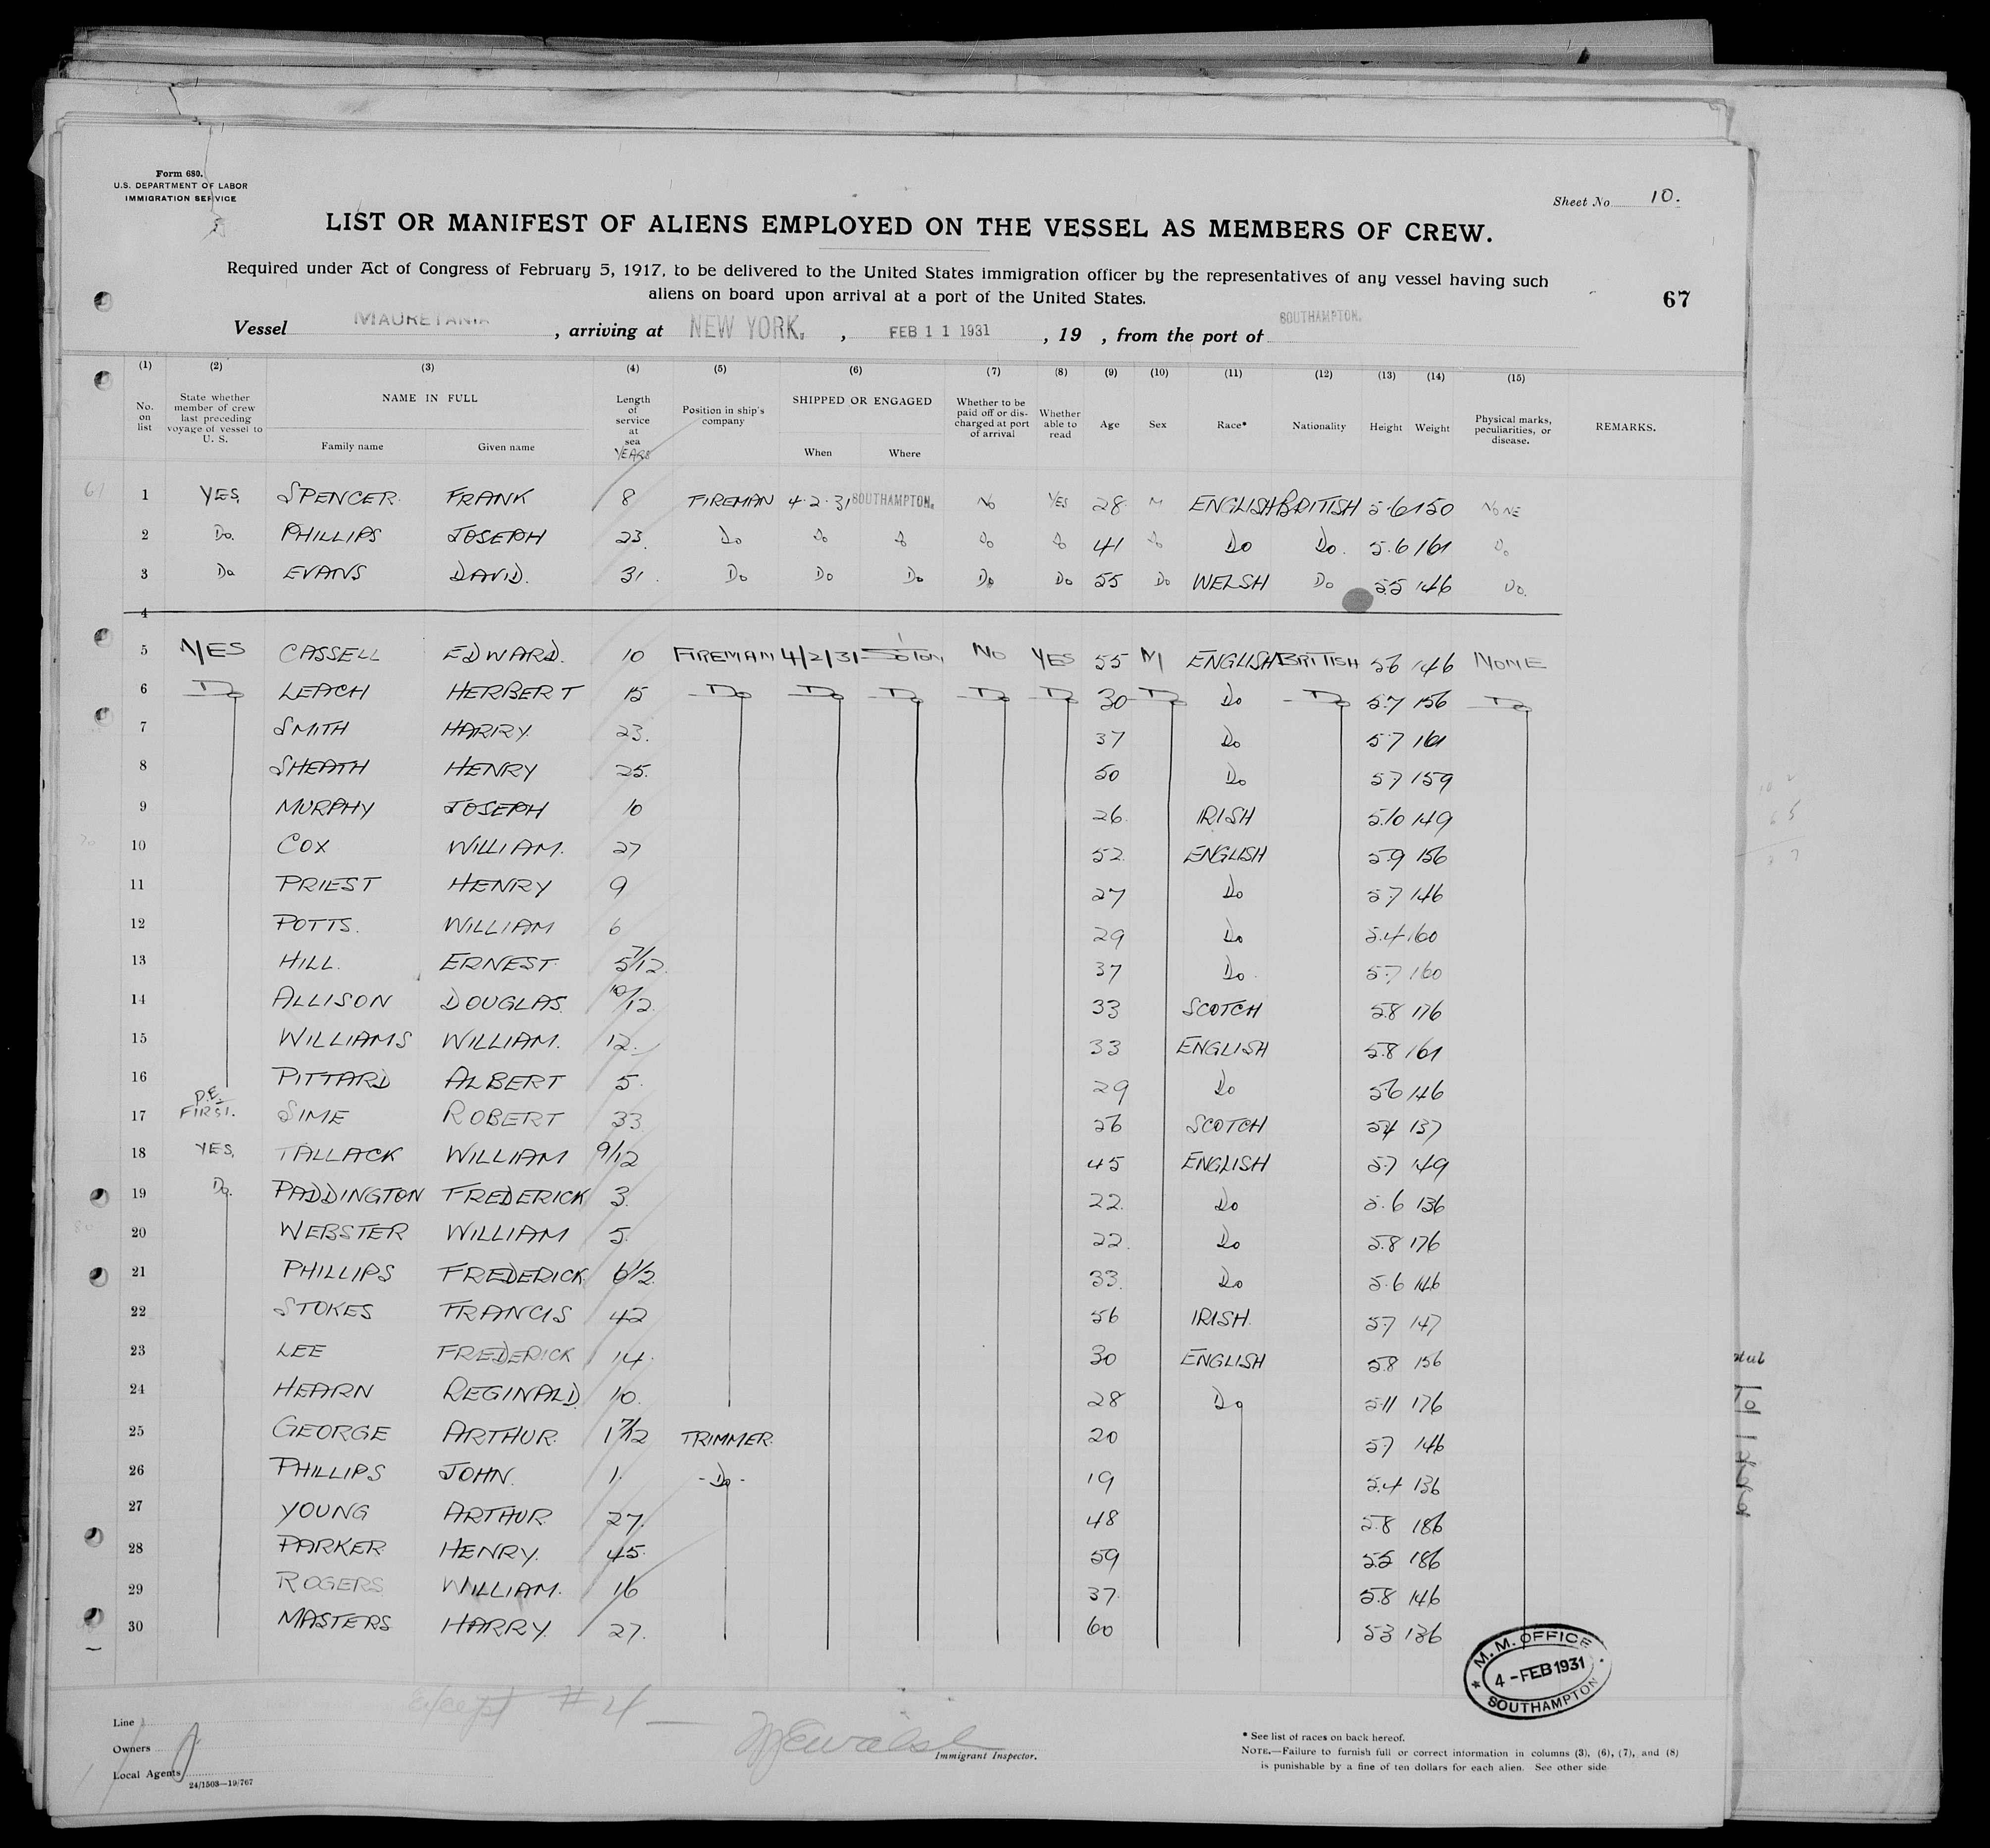 Form 680.
U.S. DEPARTMENT OF LABOR
IMMIGRATION SERVICE
Sheet No. 10.
LIST OR MANIFEST OF ALIENS EMPLOYED ON THE VESSEL AS MEMBERS OF CREW.
Required under Act of Congress of February 5, 1917, to be delivered to the United States immigration officer by the representatives of any vessel having such
aliens on board upon arrival at a port of the United States.
67
Vessel MAURETANIA, arriving at NEW YORK., FEB 11 1931, 19 , from the port of SOUTHAMPTON.
(1) (2) (3) (4) (5) (6) (7) (8) (9) (10) (11) (12) (13) (14) (15)
No. on list State whether member of crew last preceding voyage of vessel to U. S. NAME IN FULL Family name Given name Length of service at sea YEARS Position in ship's company SHIPPED OR ENGAGED When Where Whether to be paid off or discharged at port of arrival Whether able to read Age Sex Race* Nationality Height Weight Physical marks, peculiarities, or disease. REMARKS.
1 YES, SPENCER. FRANK 8 FIREMAN 4.2.31 SOUTHAMPTON. No YES 28 M ENGLISH BRITISH 5.6 150 NONE
2 Do. PHILLIPS JOSEPH 23. Do Do Do Do Do 41 Do Do Do. 5.6 161 Do
3 Do EVANS DAVID. 31. Do Do Do Do Do 55 Do WELSH Do 5.5 146 Do.
4
5 YES CASSELL EDWARD. 10 FIREMAN 4/2/31 SOTON NO YES 55 M ENGLISH BRITISH 5.6 146 NONE
6 Do LEACH HERBERT 15 Do Do Do Do Do 30 Do Do Do 5.7 156 Do
7 SMITH HARRY. 23. 37 Do 5.7 161
8 SHEATH HENRY 25. 50 Do 5.7 159
9 MURPHY JOSEPH 10 26. IRISH 5.10 149
10 COX WILLIAM. 27 52. ENGLISH 5.9 156
11 PRIEST HENRY 9 27 Do 5.7 146
12 POTTS. WILLIAM 6 29 Do 5.4 160
13 HILL. ERNEST. 5 7/12. 37 Do. 5.7 160
14 ALLISON DOUGLAS. 10/12. 33 SCOTCH 5.8 176
15 WILLIAMS WILLIAM. 12. 33 ENGLISH 5.8 161
16 PITTARD ALBERT 5. 29 Do 5.6 146
17 P.E. FIRST. SIME ROBERT 33 56 SCOTCH 5.4 137
18 YES, TALLACK WILLIAM 9/12 45 ENGLISH 5.7 149
19 Do. PADDINGTON FREDERICK 3. 22. Do 5.6 136
20 WEBSTER WILLIAM 5. 22. Do 5.8 176
21 PHILLIPS FREDERICK. 6 1/2. 33. Do 5.6 146
22 STOKES FRANCIS 42 56 IRISH. 5.7 147
23 LEE FREDERICK 14. 30 ENGLISH 5.8 156
24 HEARN REGINALD. 10. 28 Do 5.11 176
25 GEORGE ARTHUR. 1 7/12 TRIMMER. 20 5.7 146
26 PHILLIPS JOHN. 1. -Do- 19 5.4 136
27 YOUNG ARTHUR 27. 48 5.8 186
28 PARKER HENRY. 45. 59 5.5 186
29 ROGERS WILLIAM. 16 37. 5.8 146
30 MASTERS HARRY. 27. 60 5.3 136
M. M. OFFICE
4 - FEB 1931
SOUTHAMPTON
except #4 —
Line
Owners
Local Agents
24/1503—19/767
Immigrant Inspector.
* See list of races on back hereof.
NOTE.—Failure to furnish full or correct information in columns (3), (6), (7), and (8)
is punishable by a fine of ten dollars for each alien. See other side